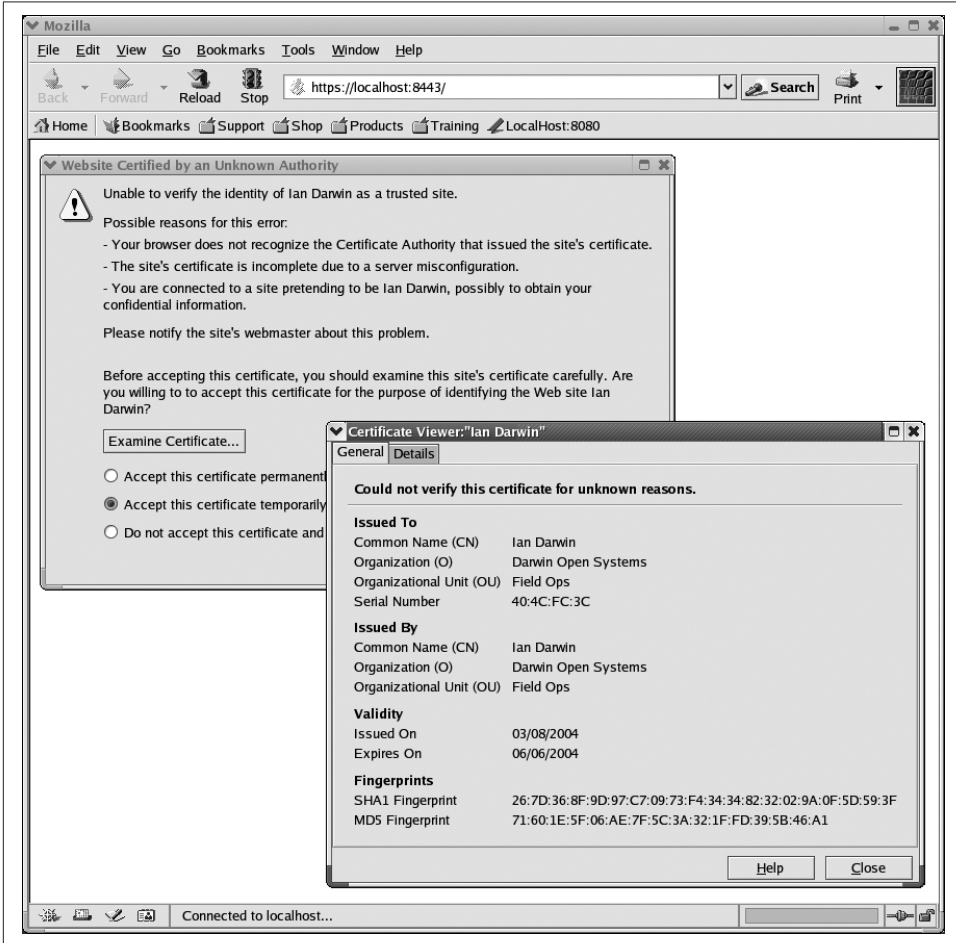 Mozilla
File Edit View Go Bookmarks Tools Window Help
Back Forward Reload Stop https://localhost:8443/ Search Print
Home Bookmarks Support Shop Products Training LocalHost:8080
Website Certified by an Unknown Authority
Unable to verify the identity of Ian Darwin as a trusted site.
Possible reasons for this error:
- Your browser does not recognize the Certificate Authority that issued the site's certificate.
- The site's certificate is incomplete due to a server misconfiguration.
- You are connected to a site pretending to be Ian Darwin, possibly to obtain your
confidential information.
Please notify the site's webmaster about this problem.
Before accepting this certificate, you should examine this site's certificate carefully. Are
you willing to to accept this certificate for the purpose of identifying the Web site Ian
Darwin?
Examine Certificate...
Accept this certificate permanentl
Accept this certificate temporarily
Do not accept this certificate and
Certificate Viewer:"Ian Darwin"
General Details
Could not verify this certificate for unknown reasons.
Issued To
Common Name (CN) Ian Darwin
Organization (O) Darwin Open Systems
Organizational Unit (OU) Field Ops
Serial Number 40:4C:FC:3C
Issued By
Common Name (CN) Ian Darwin
Organization (O) Darwin Open Systems
Organizational Unit (OU) Field Ops
Validity
Issued On 03/08/2004
Expires On 06/06/2004
Fingerprints
SHA1 Fingerprint 26:7D:36:8F:9D:97:C7:09:73:F4:34:34:82:32:02:9A:0F:5D:59:3F
MD5 Fingerprint 71:60:1E:5F:06:AE:7F:5C:3A:32:1F:FD:39:5B:46:A1
Help Close
Connected to localhost...